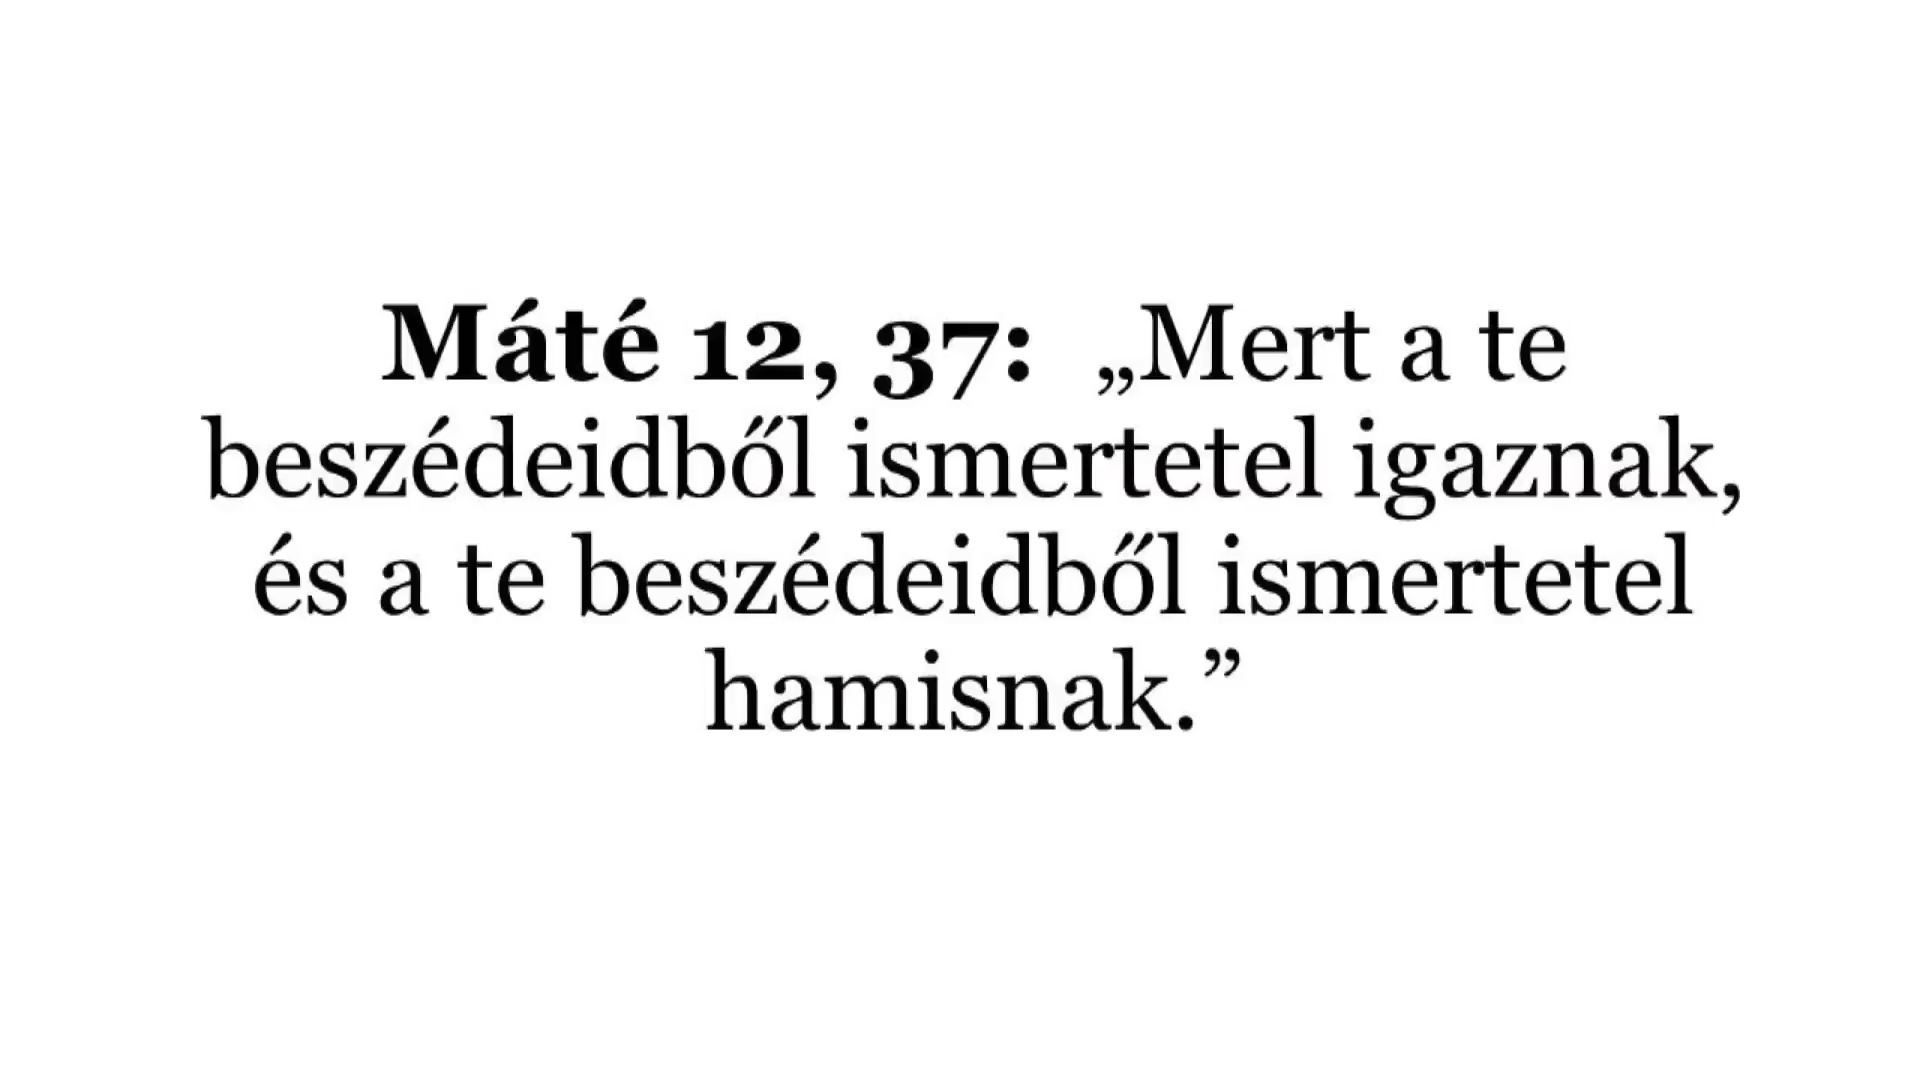 Máté 12, 37: „Mert a te
beszédeidből ismertetel igaznak,
és a te beszédeidből ismertetel
hamisnak.”